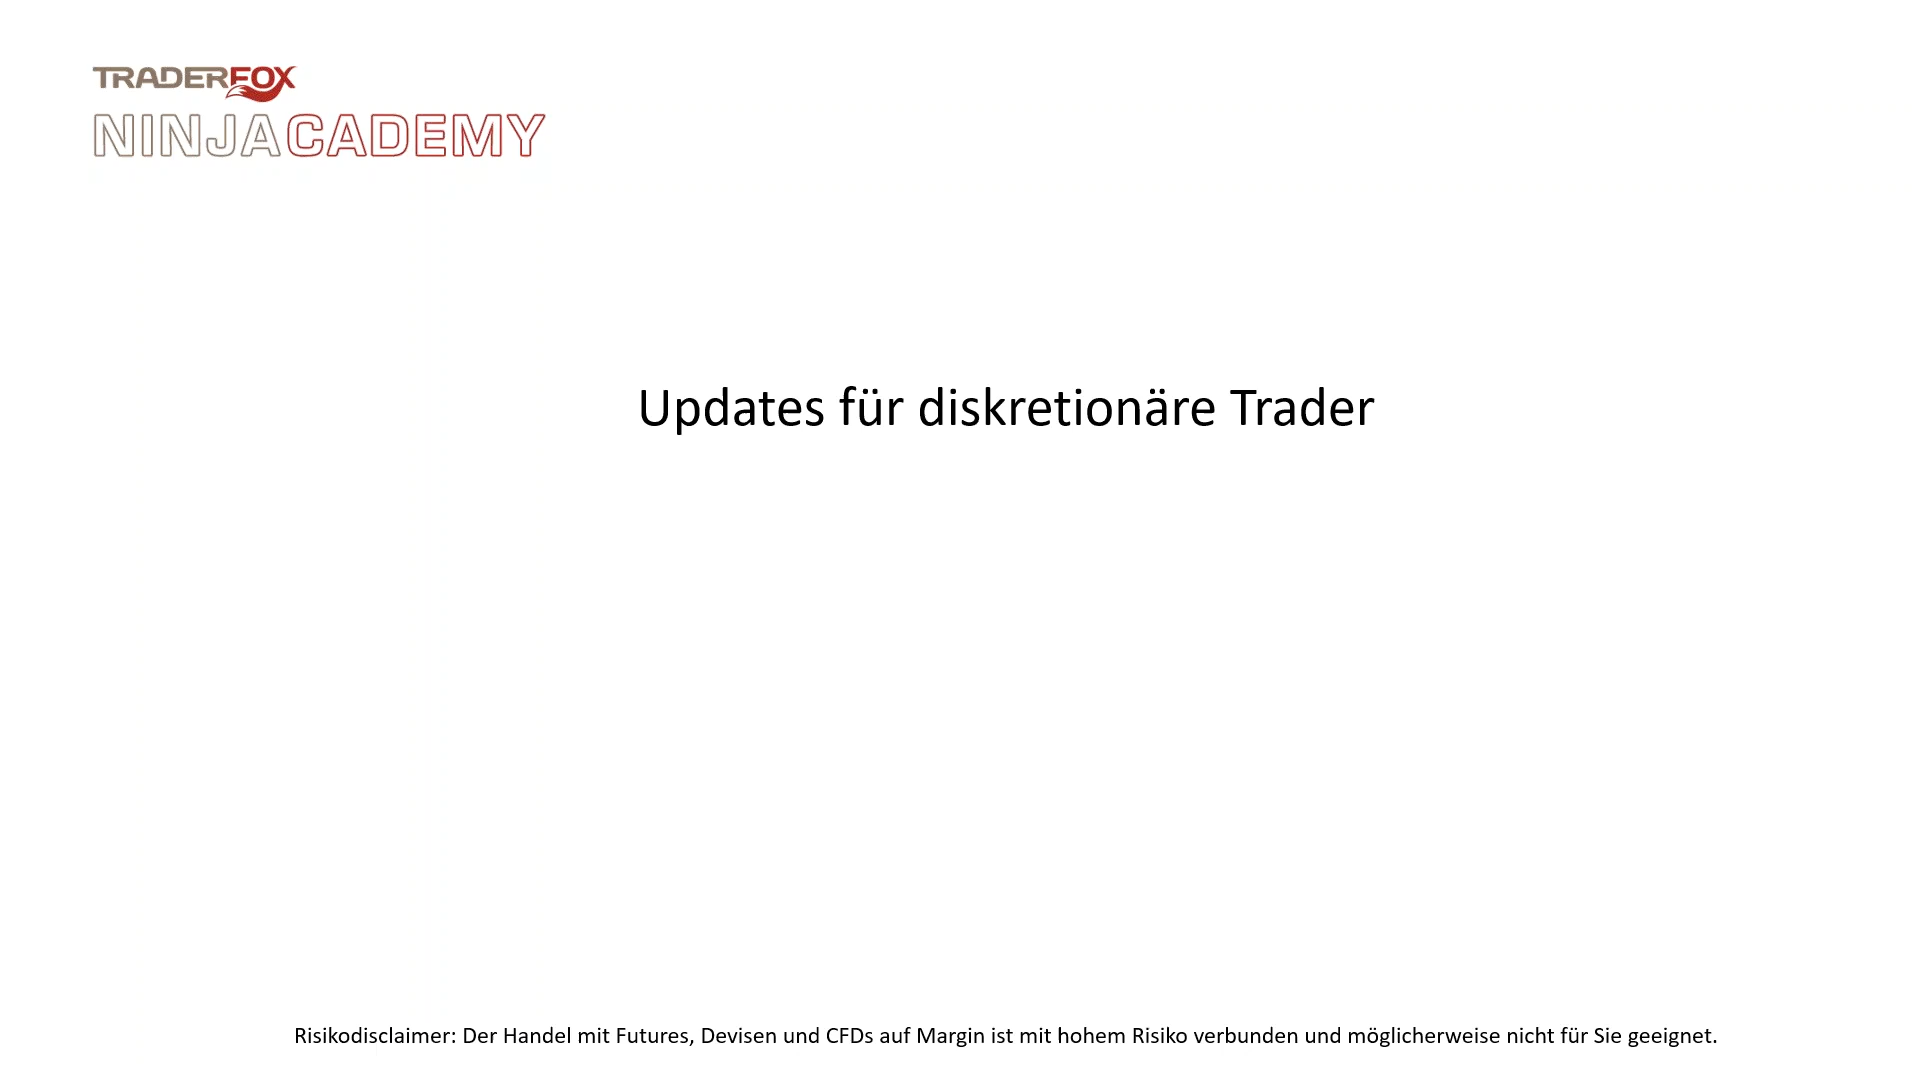 TRADERFOX
NINJACADEMY
Updates für diskretionäre Trader
Risikodisclaimer: Der Handel mit Futures, Devisen und CFDs auf Margin ist mit hohem Risiko verbunden und möglicherweise nicht für Sie geeignet.